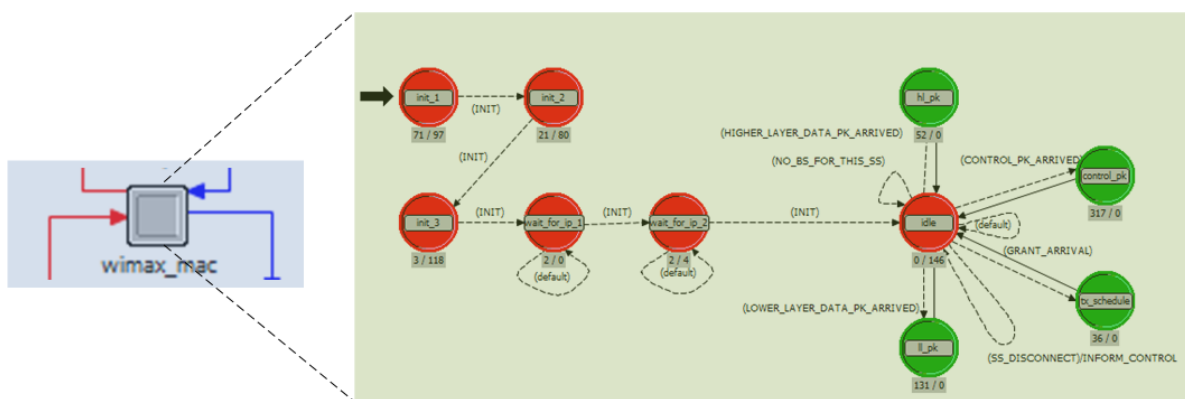 wimax_mac
init_1
71 / 97
(INIT)
init_2
21 / 80
(INIT)
init_3
3 / 118
(INIT)
wait_for_ip_1
2 / 0
(default)
(INIT)
wait_for_ip_2
2 / 4
(default)
(INIT)
hl_pk
52 / 0
(HIGHER_LAYER_DATA_PK_ARRIVED)
(NO_BS_FOR_THIS_SS)
(CONTROL_PK_ARRIVED)
control_pk
317 / 0
idle
0 / 146
(default)
(GRANT_ARRIVAL)
tx_schedule
36 / 0
(LOWER_LAYER_DATA_PK_ARRIVED)
ll_pk
131 / 0
(SS_DISCONNECT)/INFORM_CONTROL